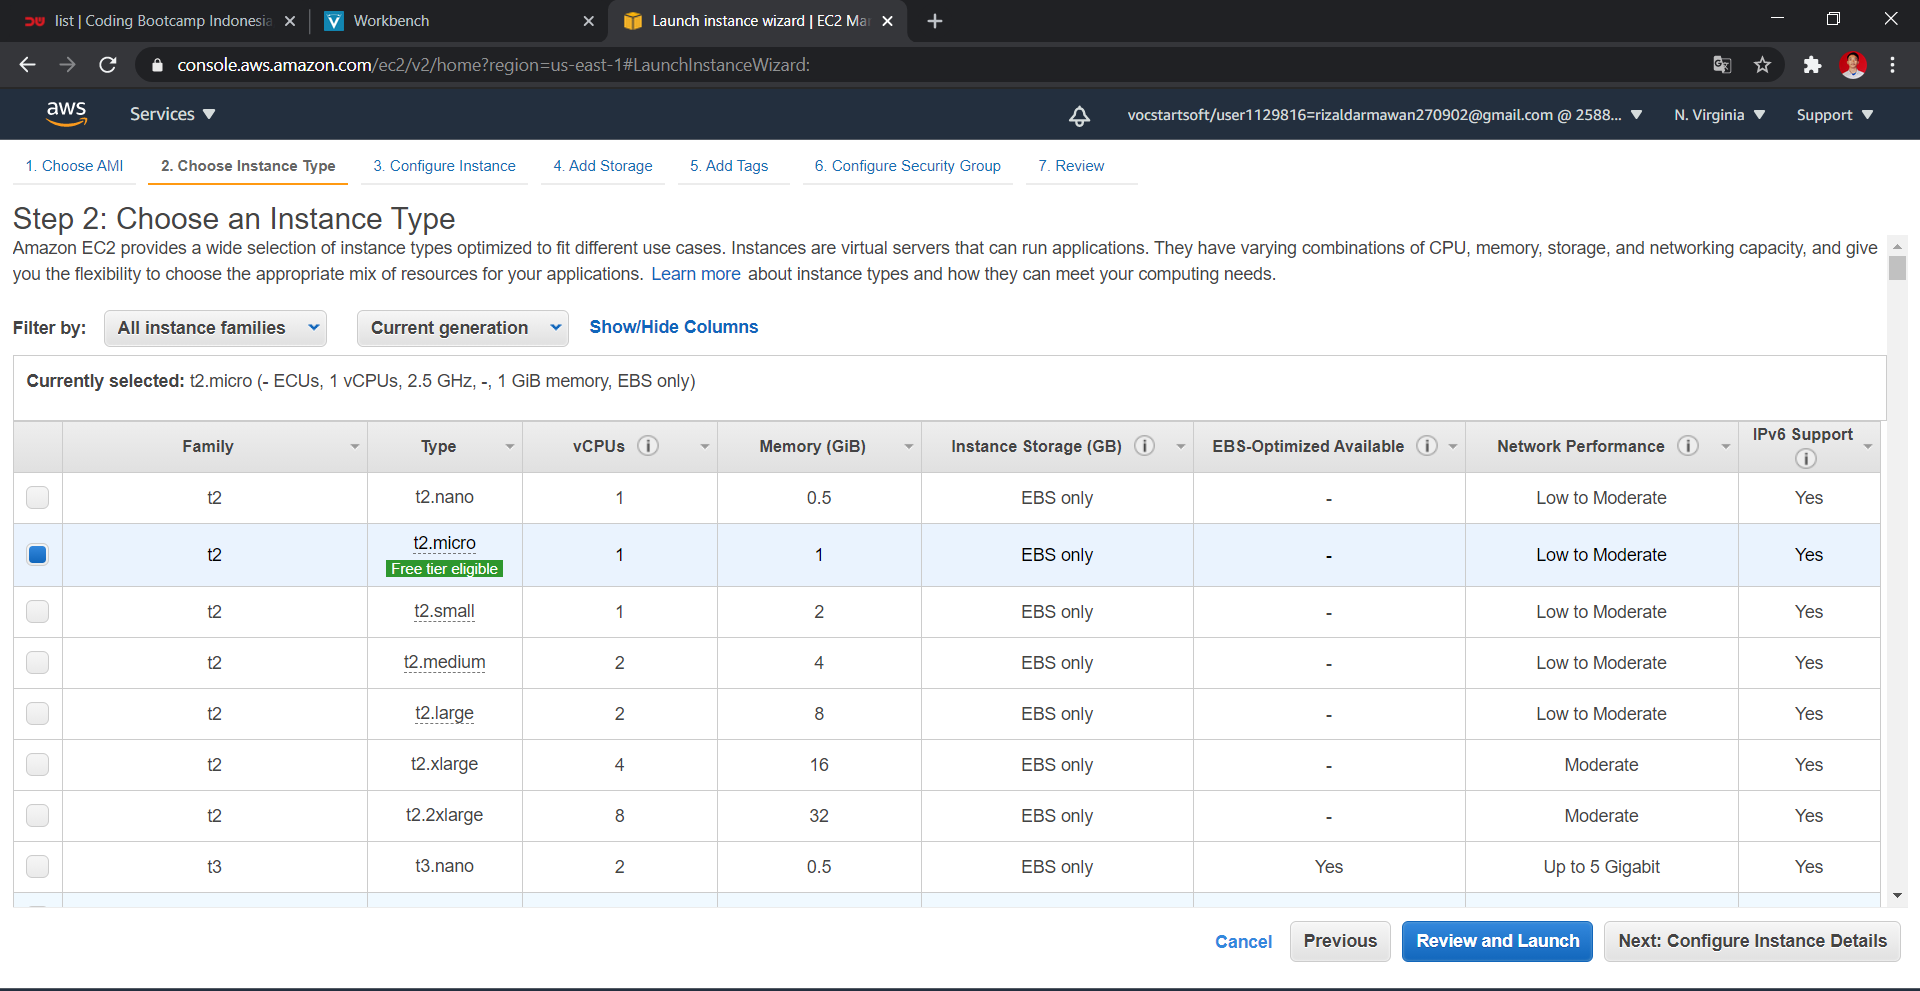 list | Coding Bootcamp Indonesia
Workbench
Launch instance wizard | EC2 Ma
console.aws.amazon.com/ec2/v2/home?region=us-east-1#LaunchInstanceWizard:
aws
Services
vocstartsoft/user1129816=rizaldarmawan270902@gmail.com @ 2588...
N. Virginia
Support
1. Choose AMI
2. Choose Instance Type
3. Configure Instance
4. Add Storage
5. Add Tags
6. Configure Security Group
7. Review
Step 2: Choose an Instance Type
Amazon EC2 provides a wide selection of instance types optimized to fit different use cases. Instances are virtual servers that can run applications. They have varying combinations of CPU, memory, storage, and networking capacity, and give
you the flexibility to choose the appropriate mix of resources for your applications. Learn more about instance types and how they can meet your computing needs.
Filter by: All instance families Current generation Show/Hide Columns
Currently selected: t2.micro (- ECUs, 1 vCPUs, 2.5 GHz, -, 1 GiB memory, EBS only)
Family Type vCPUs Memory (GiB) Instance Storage (GB) EBS-Optimized Available Network Performance IPv6 Support
t2 t2.nano 1 0.5 EBS only - Low to Moderate Yes
t2 t2.micro 1 1 EBS only - Low to Moderate Yes
Free tier eligible
t2 t2.small 1 2 EBS only - Low to Moderate Yes
t2 t2.medium 2 4 EBS only - Low to Moderate Yes
t2 t2.large 2 8 EBS only - Low to Moderate Yes
t2 t2.xlarge 4 16 EBS only - Moderate Yes
t2 t2.2xlarge 8 32 EBS only - Moderate Yes
t3 t3.nano 2 0.5 EBS only Yes Up to 5 Gigabit Yes
Cancel
Previous
Review and Launch
Next: Configure Instance Details